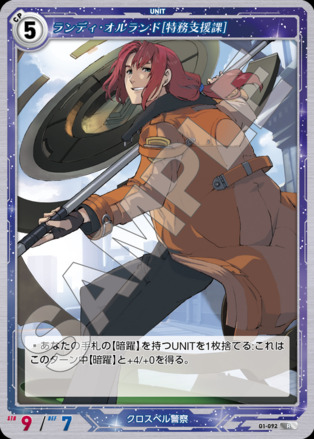 UNIT
CP
5
ランディ・オルランド[特務支援課]
SAMPLE
・あなたの手札の【暗躍】を持つUNITを1枚捨てる:これは
このターン中【暗躍】と+4/+0を得る。
ATK 9 / DEF 7
クロスベル警察
01-092